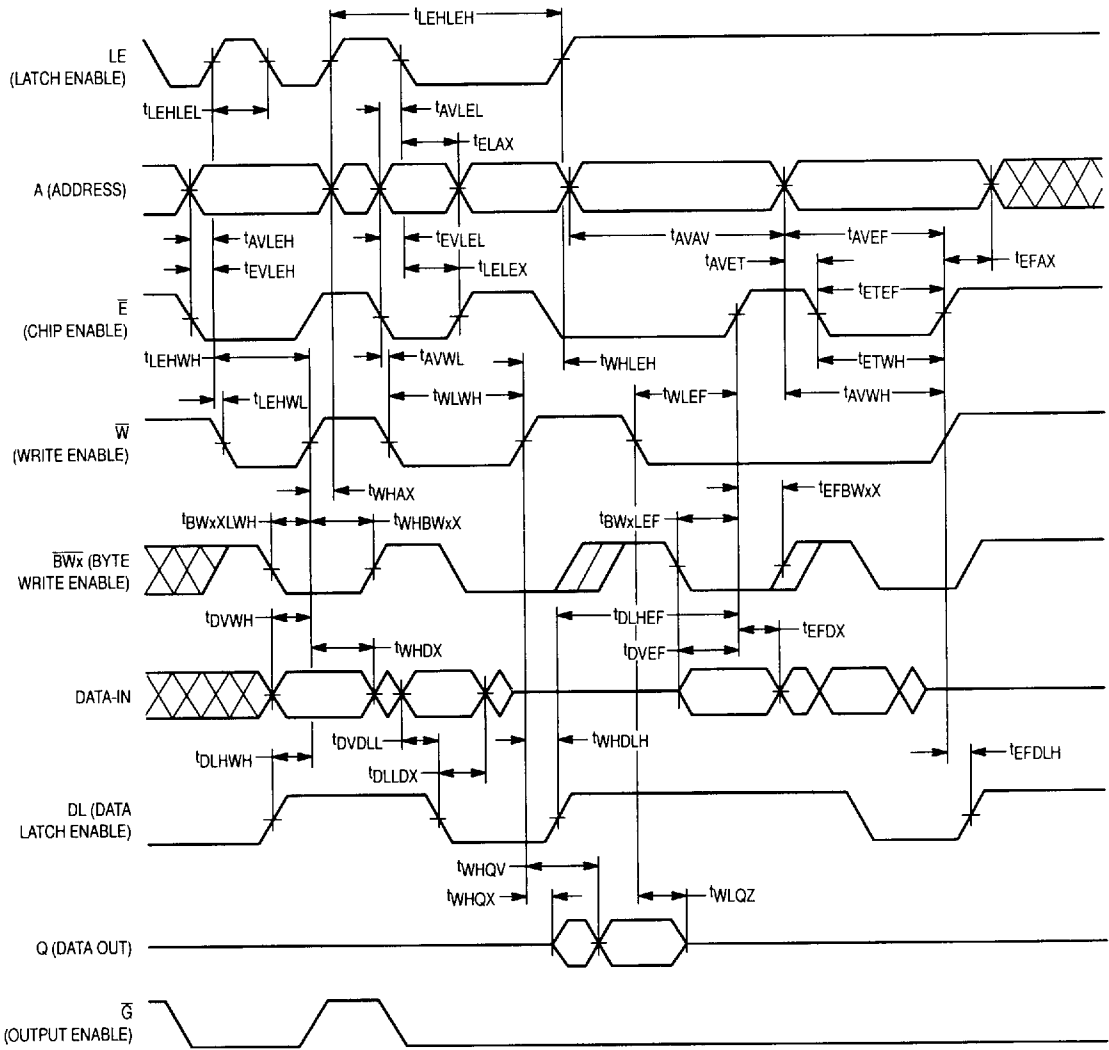 tLEHLEH
LE
(LATCH ENABLE)
tLEHLEL
tAVLEL
tELAX
A (ADDRESS)
tAVLEH
tEVLEL
tAVAV
tAVEF
tEVLEH
tLELEX
tAVET
tEFAX
E
(CHIP ENABLE)
tETEF
tLEHWH
tAVWL
tWHLEH
tETWH
tLEHWL
tWLWH
tWLEF
tAVWH
W
(WRITE ENABLE)
tWHAX
tEFBWxX
tBWxXLWH
tWHBWxX
tBWxLEF
BWx (BYTE
WRITE ENABLE)
tDVWH
tDLHEF
tWHDX
tDVEF
tEFDX
DATA-IN
tDLHWH
tDVDLL
tWHDLH
tEFDLH
tDLLDX
DL (DATA
LATCH ENABLE)
tWHQV
tWHQX
tWLQZ
Q (DATA OUT)
G
(OUTPUT ENABLE)